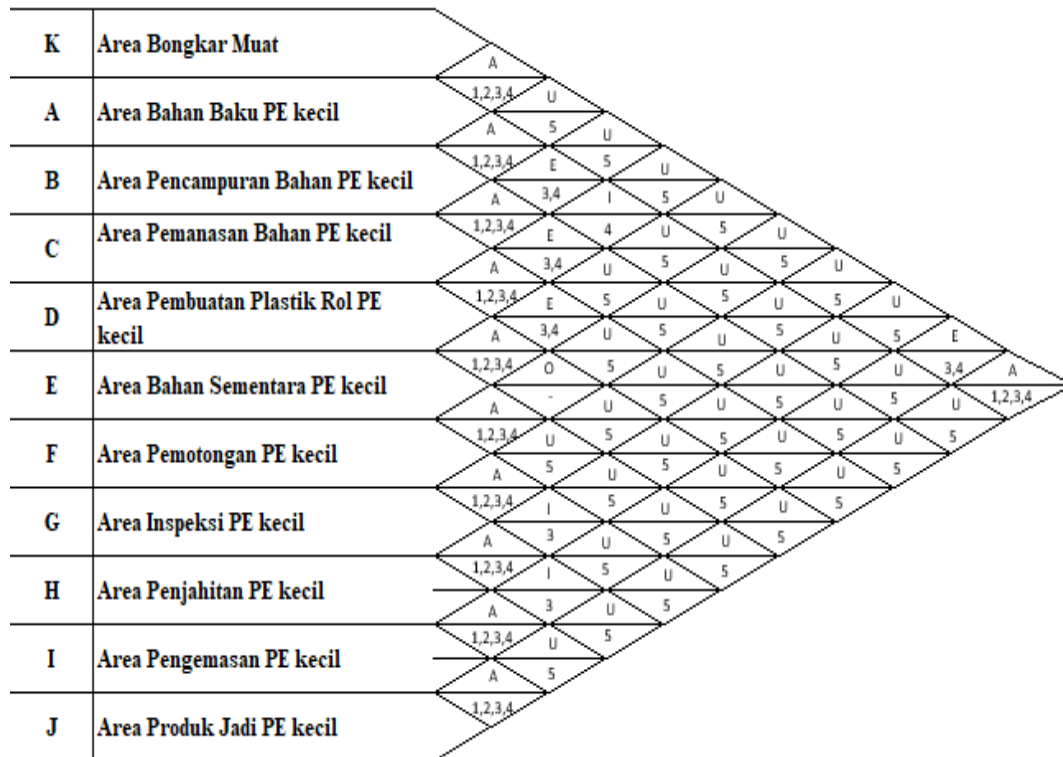 K Area Bongkar Muat
A
1,2,3,4 U
A Area Bahan Baku PE kecil
A 5 U
1,2,3,4 E 5 U
B Area Pencampuran Bahan PE kecil
A 3,4 I 5 U
1,2,3,4 E 4 U 5 U
C Area Pemanasan Bahan PE kecil
A 3,4 U 5 U 5 U
1,2,3,4 E 5 U 5 U 5 U
D Area Pembuatan Plastik Rol PE
kecil
A 3,4 U 5 U 5 U 5 E
1,2,3,4 O 5 U 5 U 5 U 3,4 A
E Area Bahan Sementara PE kecil
A - U 5 U 5 U 5 U 1,2,3,4
1,2,3,4 U 5 U 5 U 5 U 5
F Area Pemotongan PE kecil
A 5 U 5 U 5 U 5
1,2,3,4 I 5 U 5 U 5
G Area Inspeksi PE kecil
A 3 U 5 U 5
1,2,3,4 I 5 U 5
H Area Penjahitan PE kecil
A 3 U 5
1,2,3,4 U 5
I Area Pengemasan PE kecil
A 5
1,2,3,4
J Area Produk Jadi PE kecil